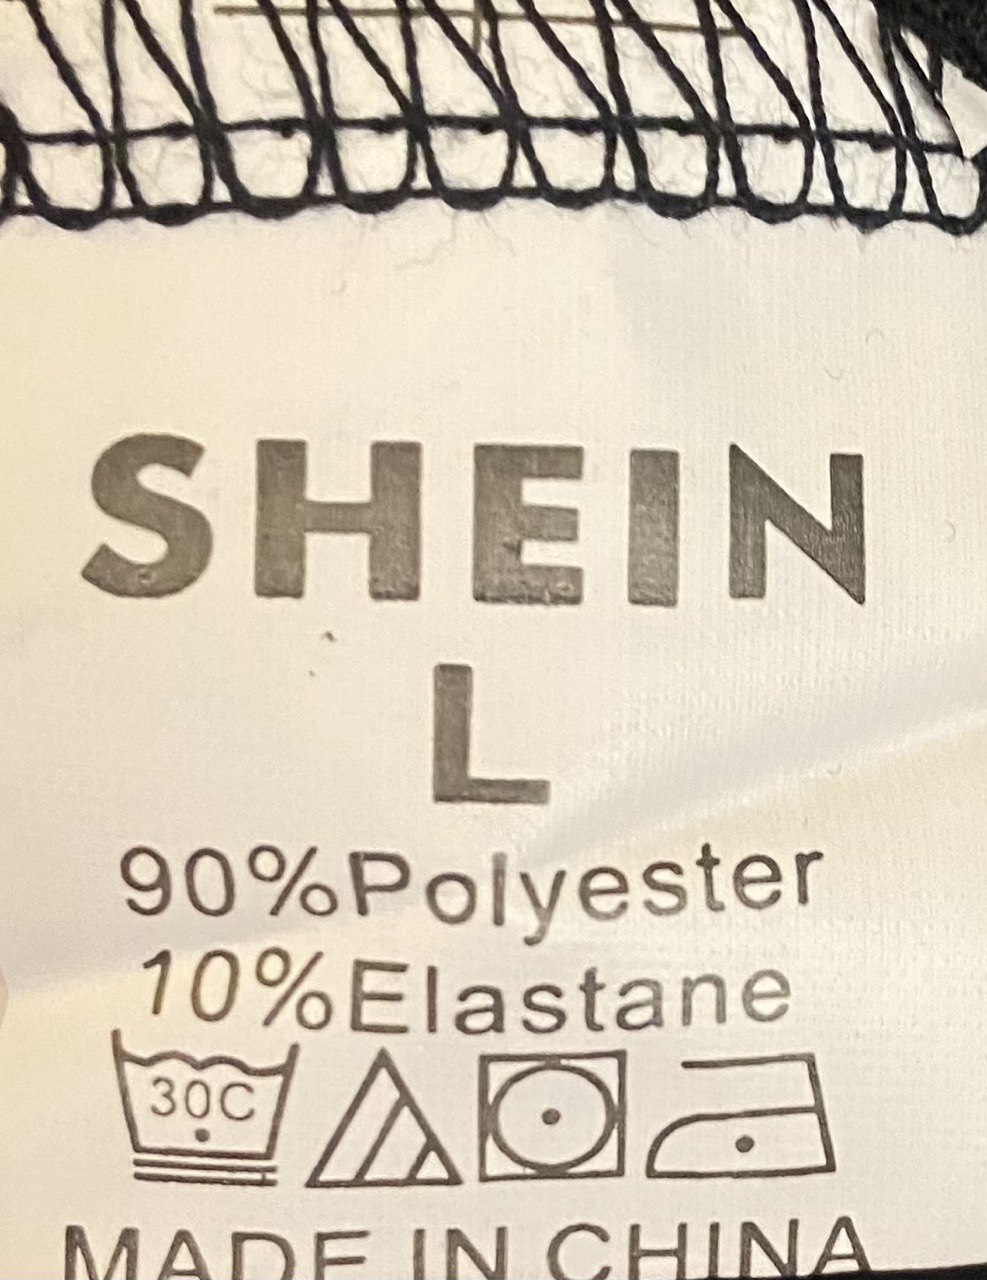 SHEIN
L
90%Polyester
10%Elastane
30C
MADE IN CHINA